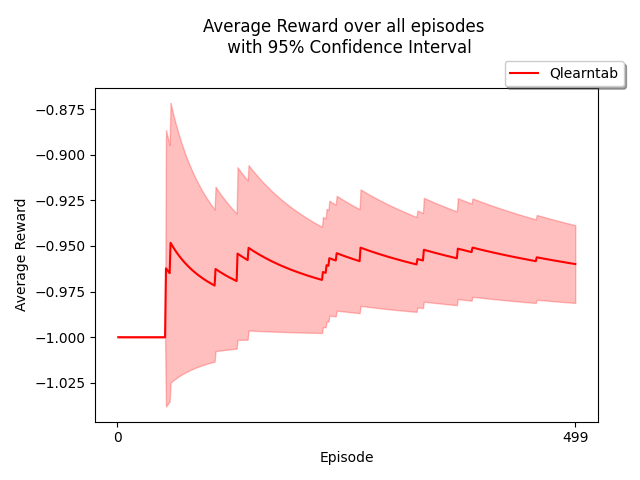 Average Reward over all episodes
with 95% Confidence Interval
Qlearntab
−0.875
−0.900
−0.925
−0.950
−0.975
−1.000
−1.025
Average Reward
0
499
Episode